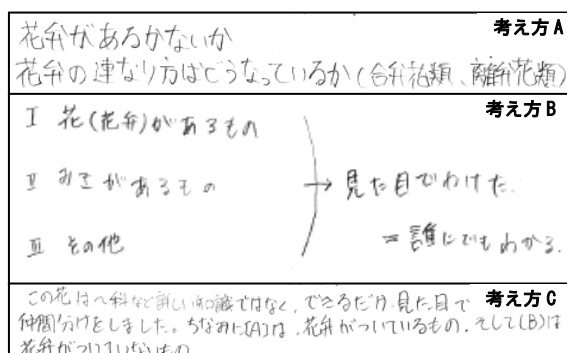 考え方A
花弁があるかないか
花弁の連なり方はどうなっているか(合弁花類、離弁花類)
考え方B
Ⅰ 花(花弁)があるもの
Ⅱ みきがあるもの
Ⅲ その他
→ 見た目でわけた。
= 誰にでもわかる。
考え方C
この花は〜科など詳しい知識ではなく、できるだけ見た目で
仲間分けをしました。ちなみに[A]は、花弁がついているもの、そして(B)は
花弁がついていないもの